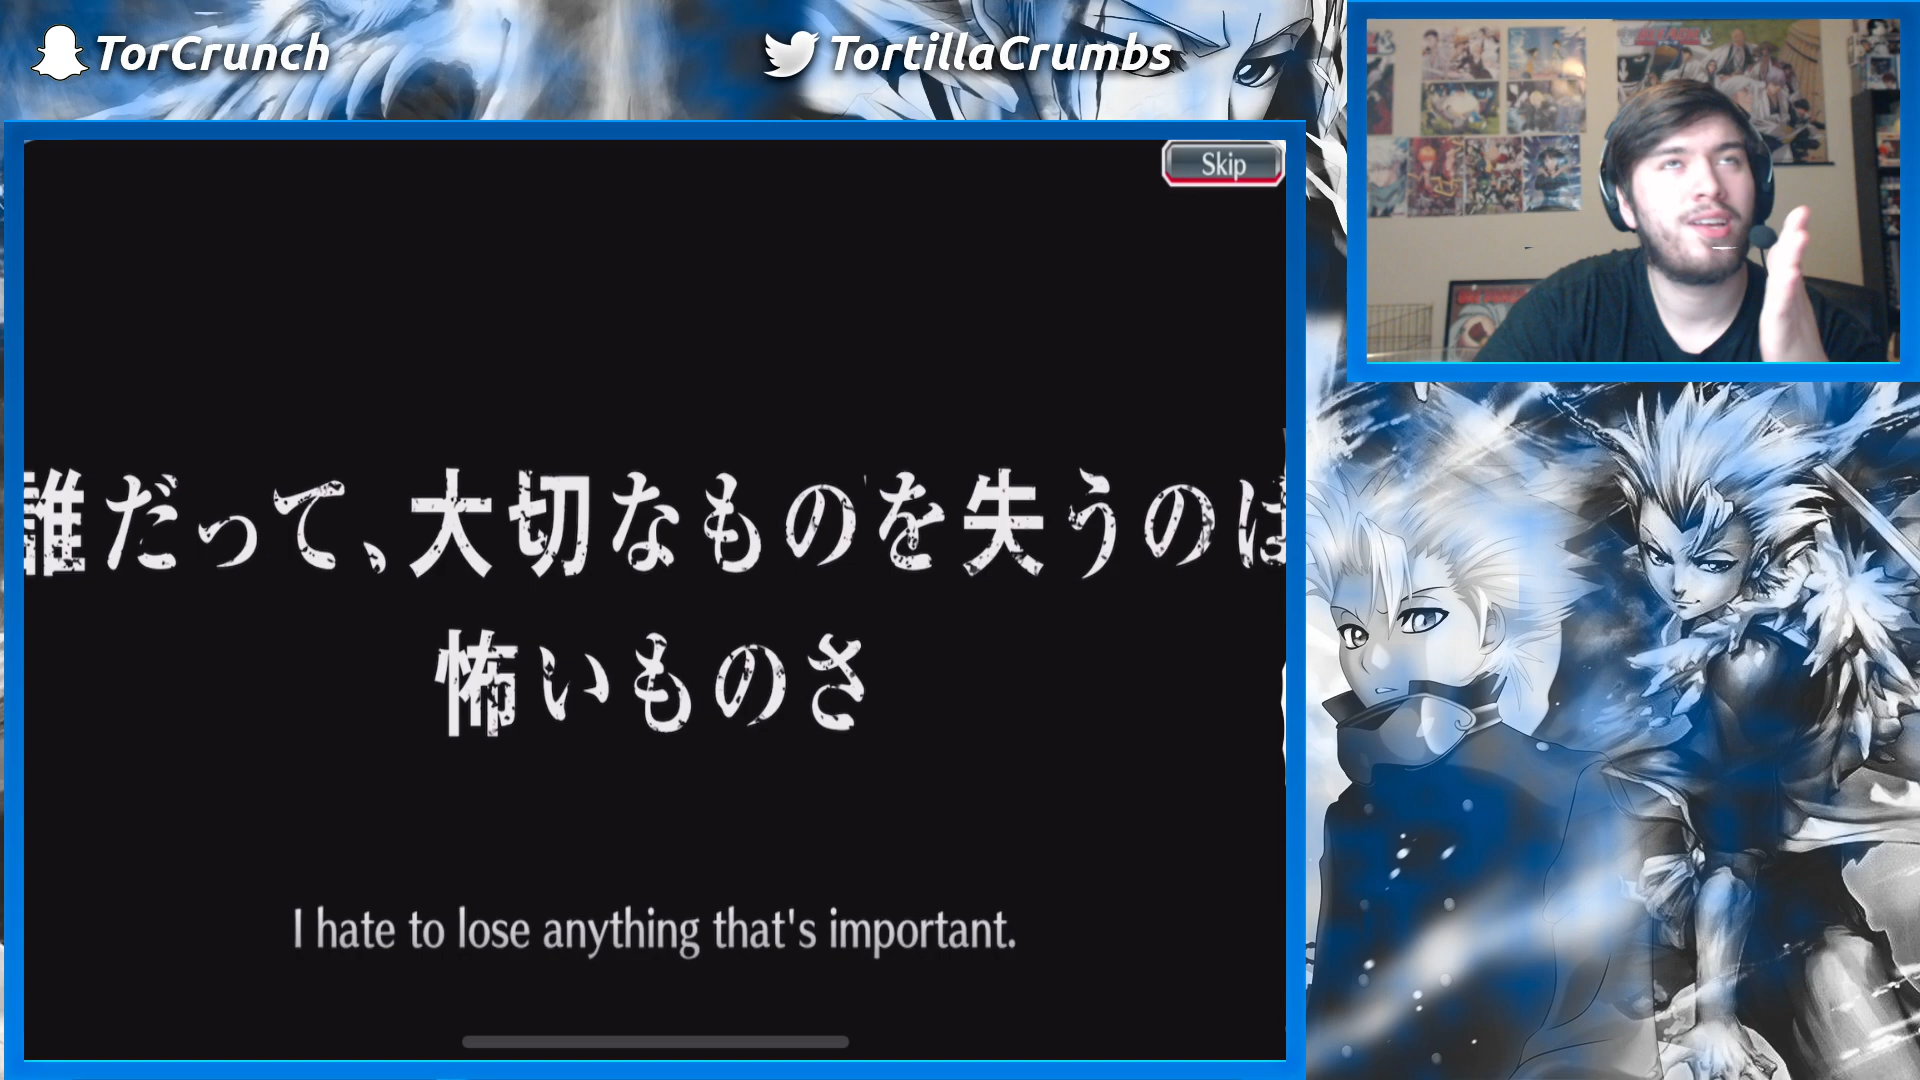 TorCrunch
TortillaCrumbs
Skip
誰だって、大切なものを失うのは
怖いものさ
I hate to lose anything that's important.